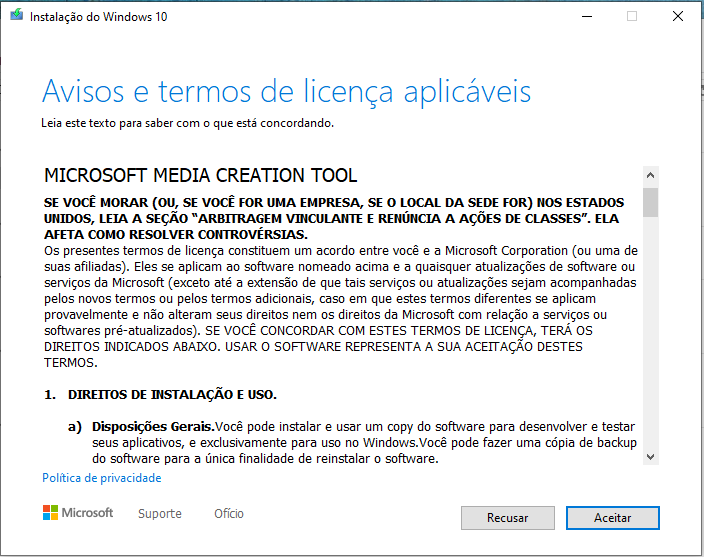 Instalação do Windows 10
Avisos e termos de licença aplicáveis
Leia este texto para saber com o que está concordando.
MICROSOFT MEDIA CREATION TOOL
SE VOCÊ MORAR (OU, SE VOCÊ FOR UMA EMPRESA, SE O LOCAL DA SEDE FOR) NOS ESTADOS
UNIDOS, LEIA A SEÇÃO “ARBITRAGEM VINCULANTE E RENÚNCIA A AÇÕES DE CLASSES”. ELA
AFETA COMO RESOLVER CONTROVÉRSIAS.
Os presentes termos de licença constituem um acordo entre você e a Microsoft Corporation (ou uma de
suas afiliadas). Eles se aplicam ao software nomeado acima e a quaisquer atualizações de software ou
serviços da Microsoft (exceto até a extensão de que tais serviços ou atualizações sejam acompanhadas
pelos novos termos ou pelos termos adicionais, caso em que estes termos diferentes se aplicam
provavelmente e não alteram seus direitos nem os direitos da Microsoft com relação a serviços ou
softwares pré-atualizados). SE VOCÊ CONCORDAR COM ESTES TERMOS DE LICENÇA, TERÁ OS
DIREITOS INDICADOS ABAIXO. USAR O SOFTWARE REPRESENTA A SUA ACEITAÇÃO DESTES
TERMOS.
1. DIREITOS DE INSTALAÇÃO E USO.
a) Disposições Gerais.Você pode instalar e usar um copy do software para desenvolver e testar
seus aplicativos, e exclusivamente para uso no Windows.Você pode fazer uma cópia de backup
do software para a única finalidade de reinstalar o software.
Política de privacidade
Microsoft Suporte Ofício
Recusar Aceitar